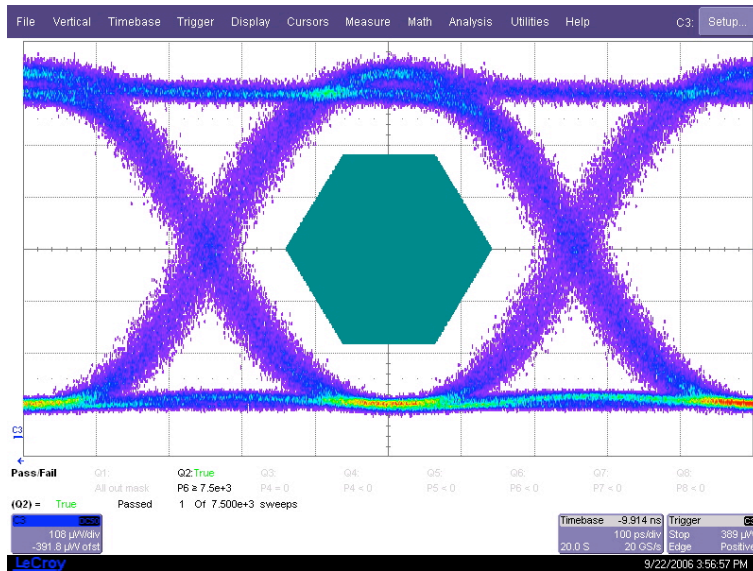 File Vertical Timebase Trigger Display Cursors Measure Math Analysis Utilities Help C3: Setup...
C3
Pass/Fail Q1: Q2:True Q3: Q4: Q5: Q6: Q7: Q8:
All out mask P6 ≥ 7.5e+3 P4 = 0 P4 < 0 P5 < 0 P6 < 0 P7 < 0 P8 < 0
(Q2) = True Passed 1 Of 7.500e+3 sweeps
C3
108 µW/div
-391.8 µW ofst
Timebase -9.914 ns
100 ps/div
20.0 S 20 GS/s
Trigger C3
Stop 389 µW
Edge Positive
LeCroy 9/22/2006 3:56:57 PM